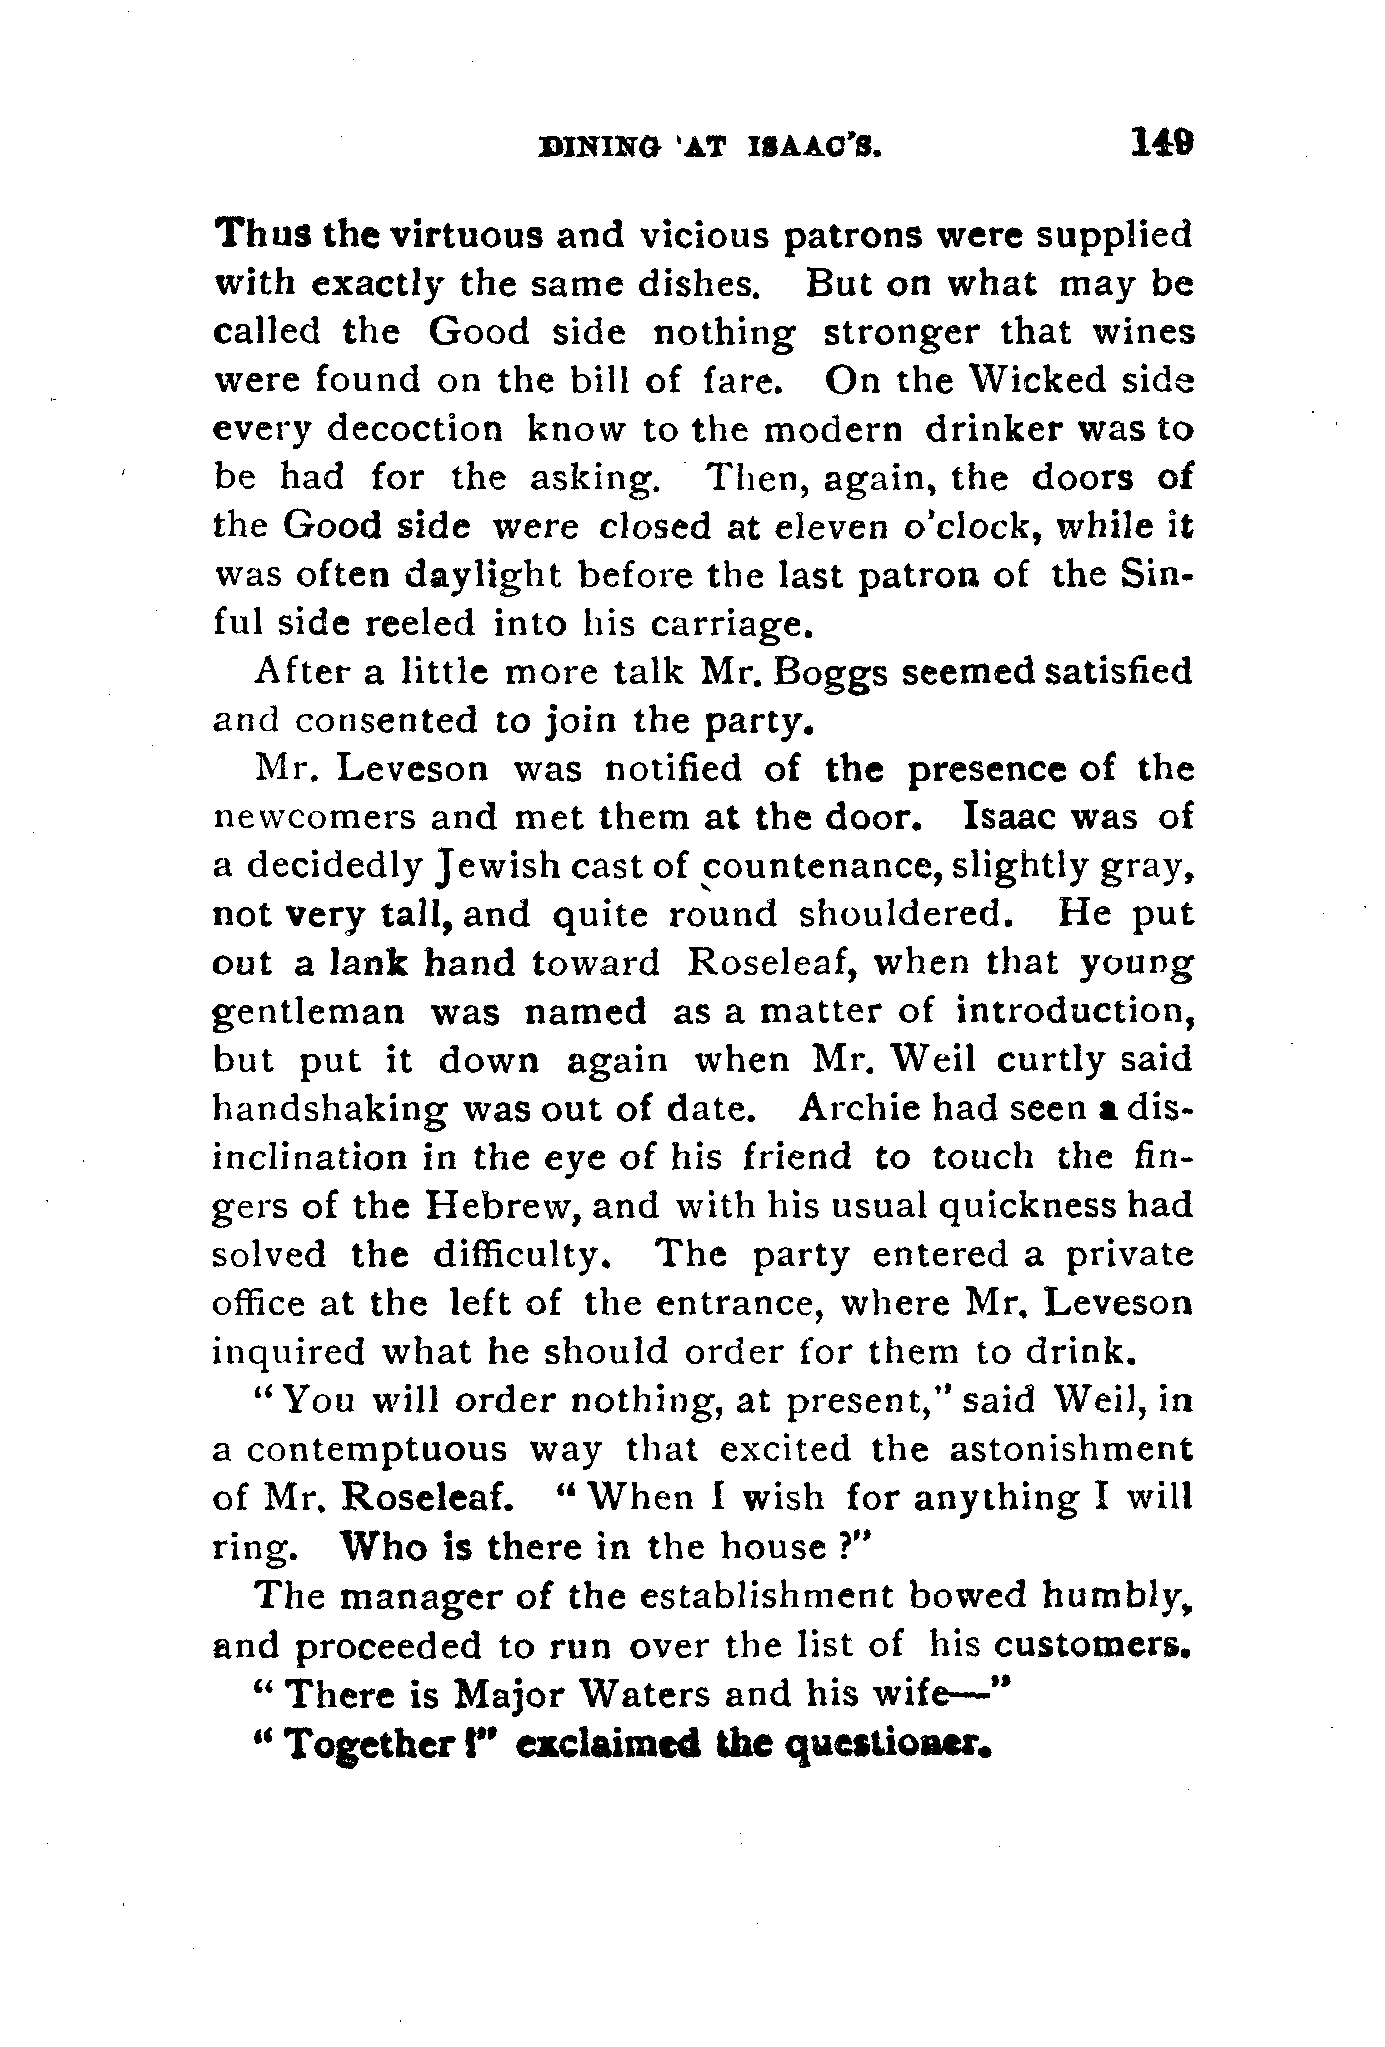 DINING 'AT ISAAC'S. 149
Thus the virtuous and vicious patrons were supplied
with exactly the same dishes. But on what may be
called the Good side nothing stronger that wines
were found on the bill of fare. On the Wicked side
every decoction know to the modern drinker was to
be had for the asking. Then, again, the doors of
the Good side were closed at eleven o'clock, while it
was often daylight before the last patron of the Sin-
ful side reeled into his carriage.
After a little more talk Mr. Boggs seemed satisfied
and consented to join the party.
Mr. Leveson was notified of the presence of the
newcomers and met them at the door. Isaac was of
a decidedly Jewish cast of countenance, slightly gray,
not very tall, and quite round shouldered. He put
out a lank hand toward Roseleaf, when that young
gentleman was named as a matter of introduction,
but put it down again when Mr. Weil curtly said
handshaking was out of date. Archie had seen a dis-
inclination in the eye of his friend to touch the fin-
gers of the Hebrew, and with his usual quickness had
solved the difficulty. The party entered a private
office at the left of the entrance, where Mr. Leveson
inquired what he should order for them to drink.
"You will order nothing, at present," said Weil, in
a contemptuous way that excited the astonishment
of Mr. Roseleaf. "When I wish for anything I will
ring. Who is there in the house?"
The manager of the establishment bowed humbly,
and proceeded to run over the list of his customers.
"There is Major Waters and his wife—"
"Together!" exclaimed the questioner.